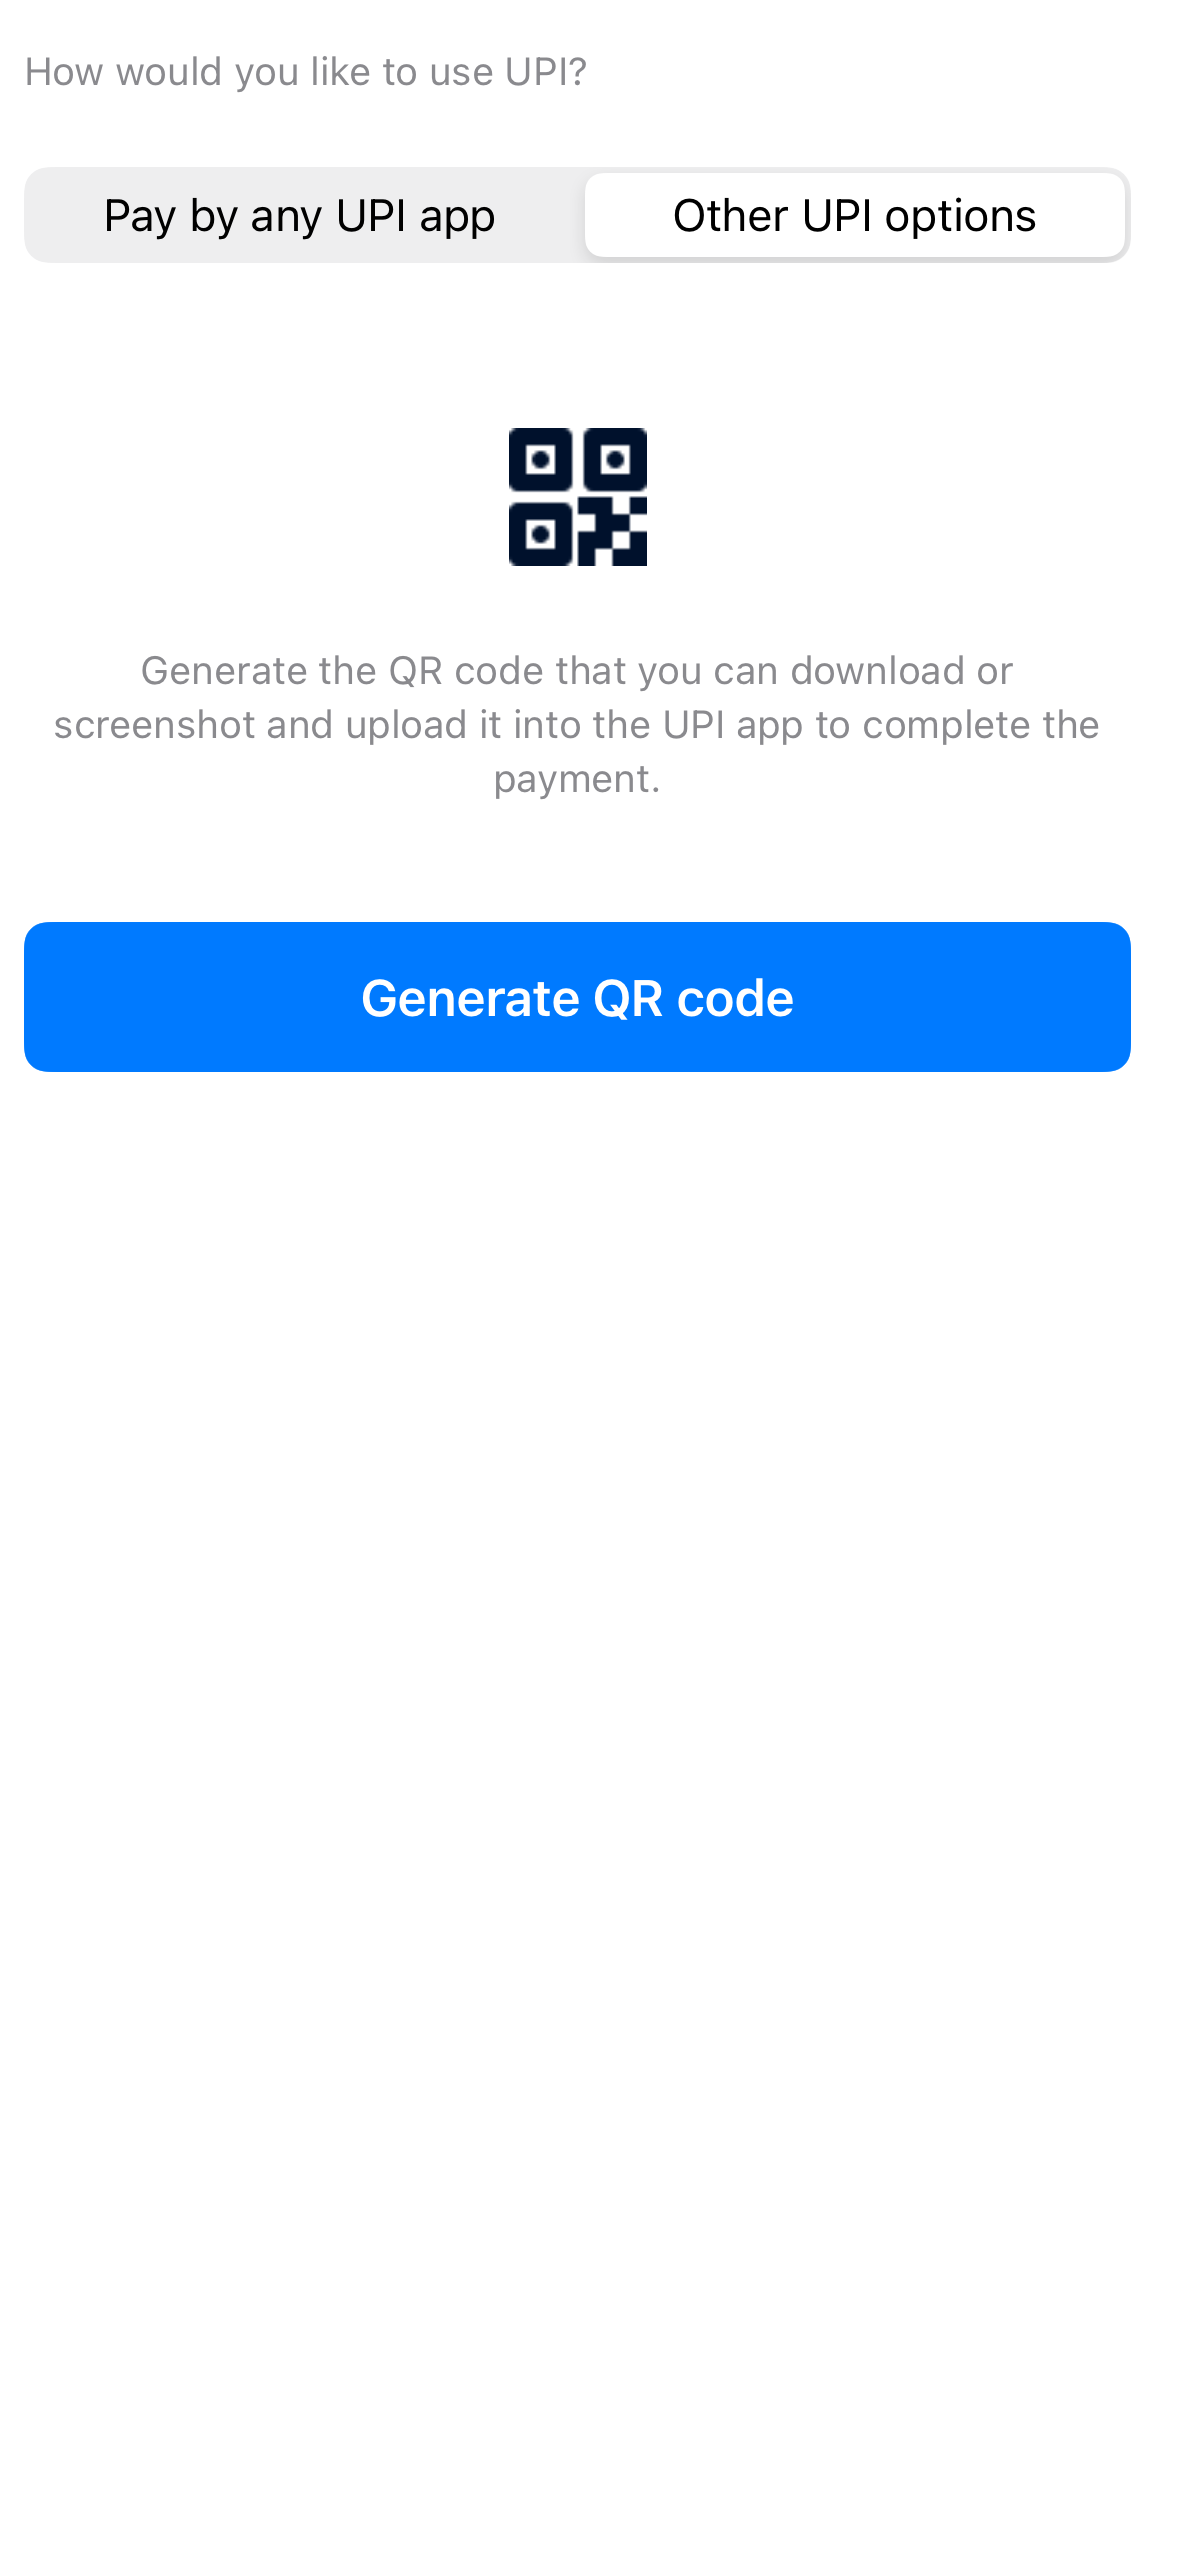 How would you like to use UPI?
Pay by any UPI app
Other UPI options
Generate the QR code that you can download or
screenshot and upload it into the UPI app to complete the
payment.
Generate QR code